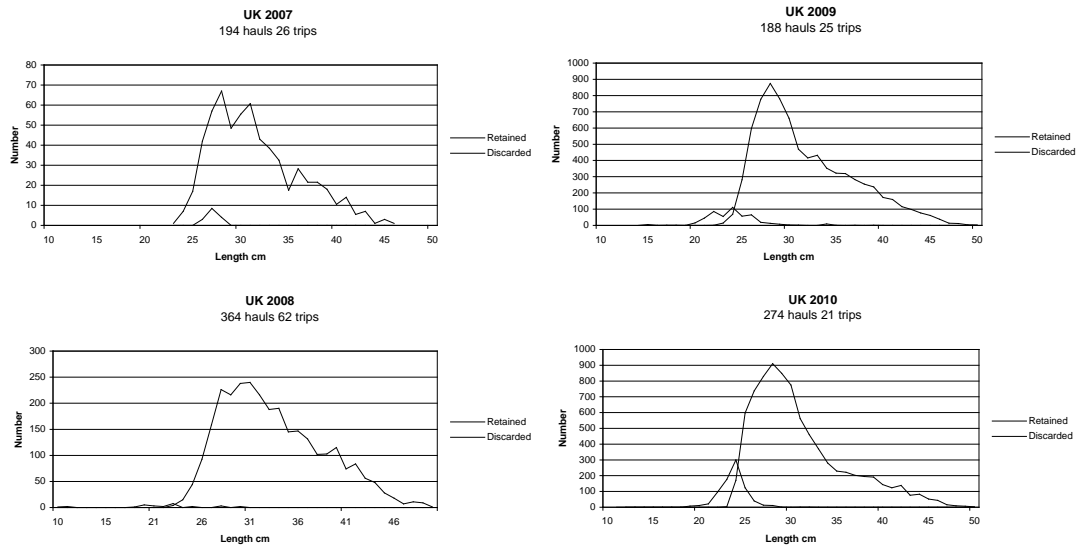 UK 2007
194 hauls 26 trips
80
70
60
50
40
30
20
10
0
Number
10 15 20 25 30 35 40 45 50
Length cm
Retained
Discarded
UK 2009
188 hauls 25 trips
1000
900
800
700
600
500
400
300
200
100
0
Number
10 15 20 25 30 35 40 45 50
Length cm
Retained
Discarded
UK 2008
364 hauls 62 trips
300
250
200
150
100
50
0
Number
10 15 21 26 31 36 41 46
Length cm
Retained
Discarded
UK 2010
274 hauls 21 trips
1000
900
800
700
600
500
400
300
200
100
0
Number
10 15 20 25 30 35 40 45 50
Length cm
Retained
Discarded